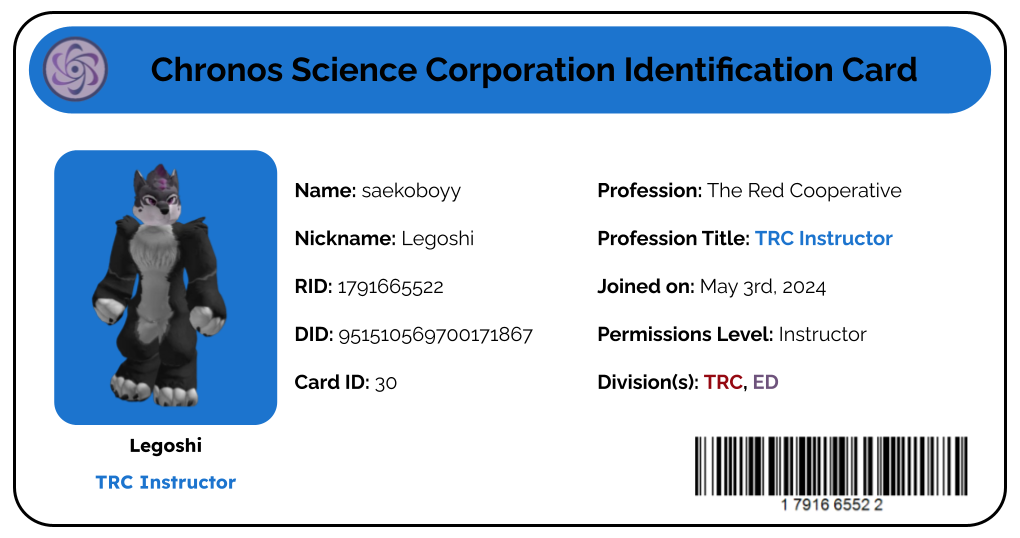 Chronos Science Corporation Identification Card
Name: saekoboyy
Nickname: Legoshi
RID: 1791665522
DID: 951510569700171867
Card ID: 30
Profession: The Red Cooperative
Profession Title: TRC Instructor
Joined on: May 3rd, 2024
Permissions Level: Instructor
Division(s): TRC, ED
Legoshi
TRC Instructor
1 7916 6552 2